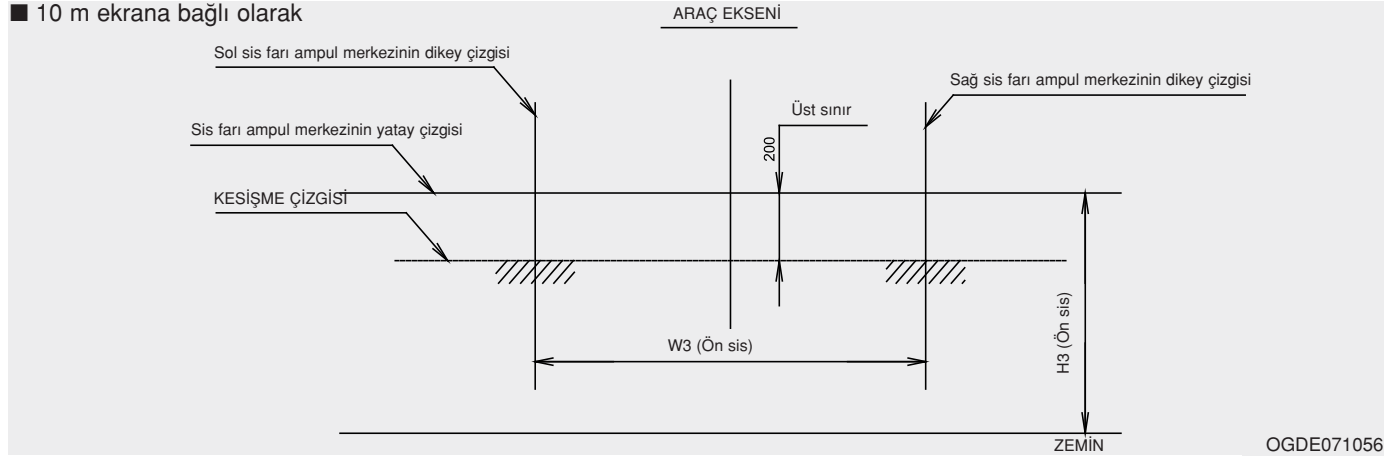 ■ 10 m ekrana bağlı olarak
ARAÇ EKSENİ
Sol sis farı ampul merkezinin dikey çizgisi
Sağ sis farı ampul merkezinin dikey çizgisi
Üst sınır
Sis farı ampul merkezinin yatay çizgisi
200
KESİŞME ÇİZGİSİ
W3 (Ön sis)
H3 (Ön sis)
ZEMİN
OGDE071056